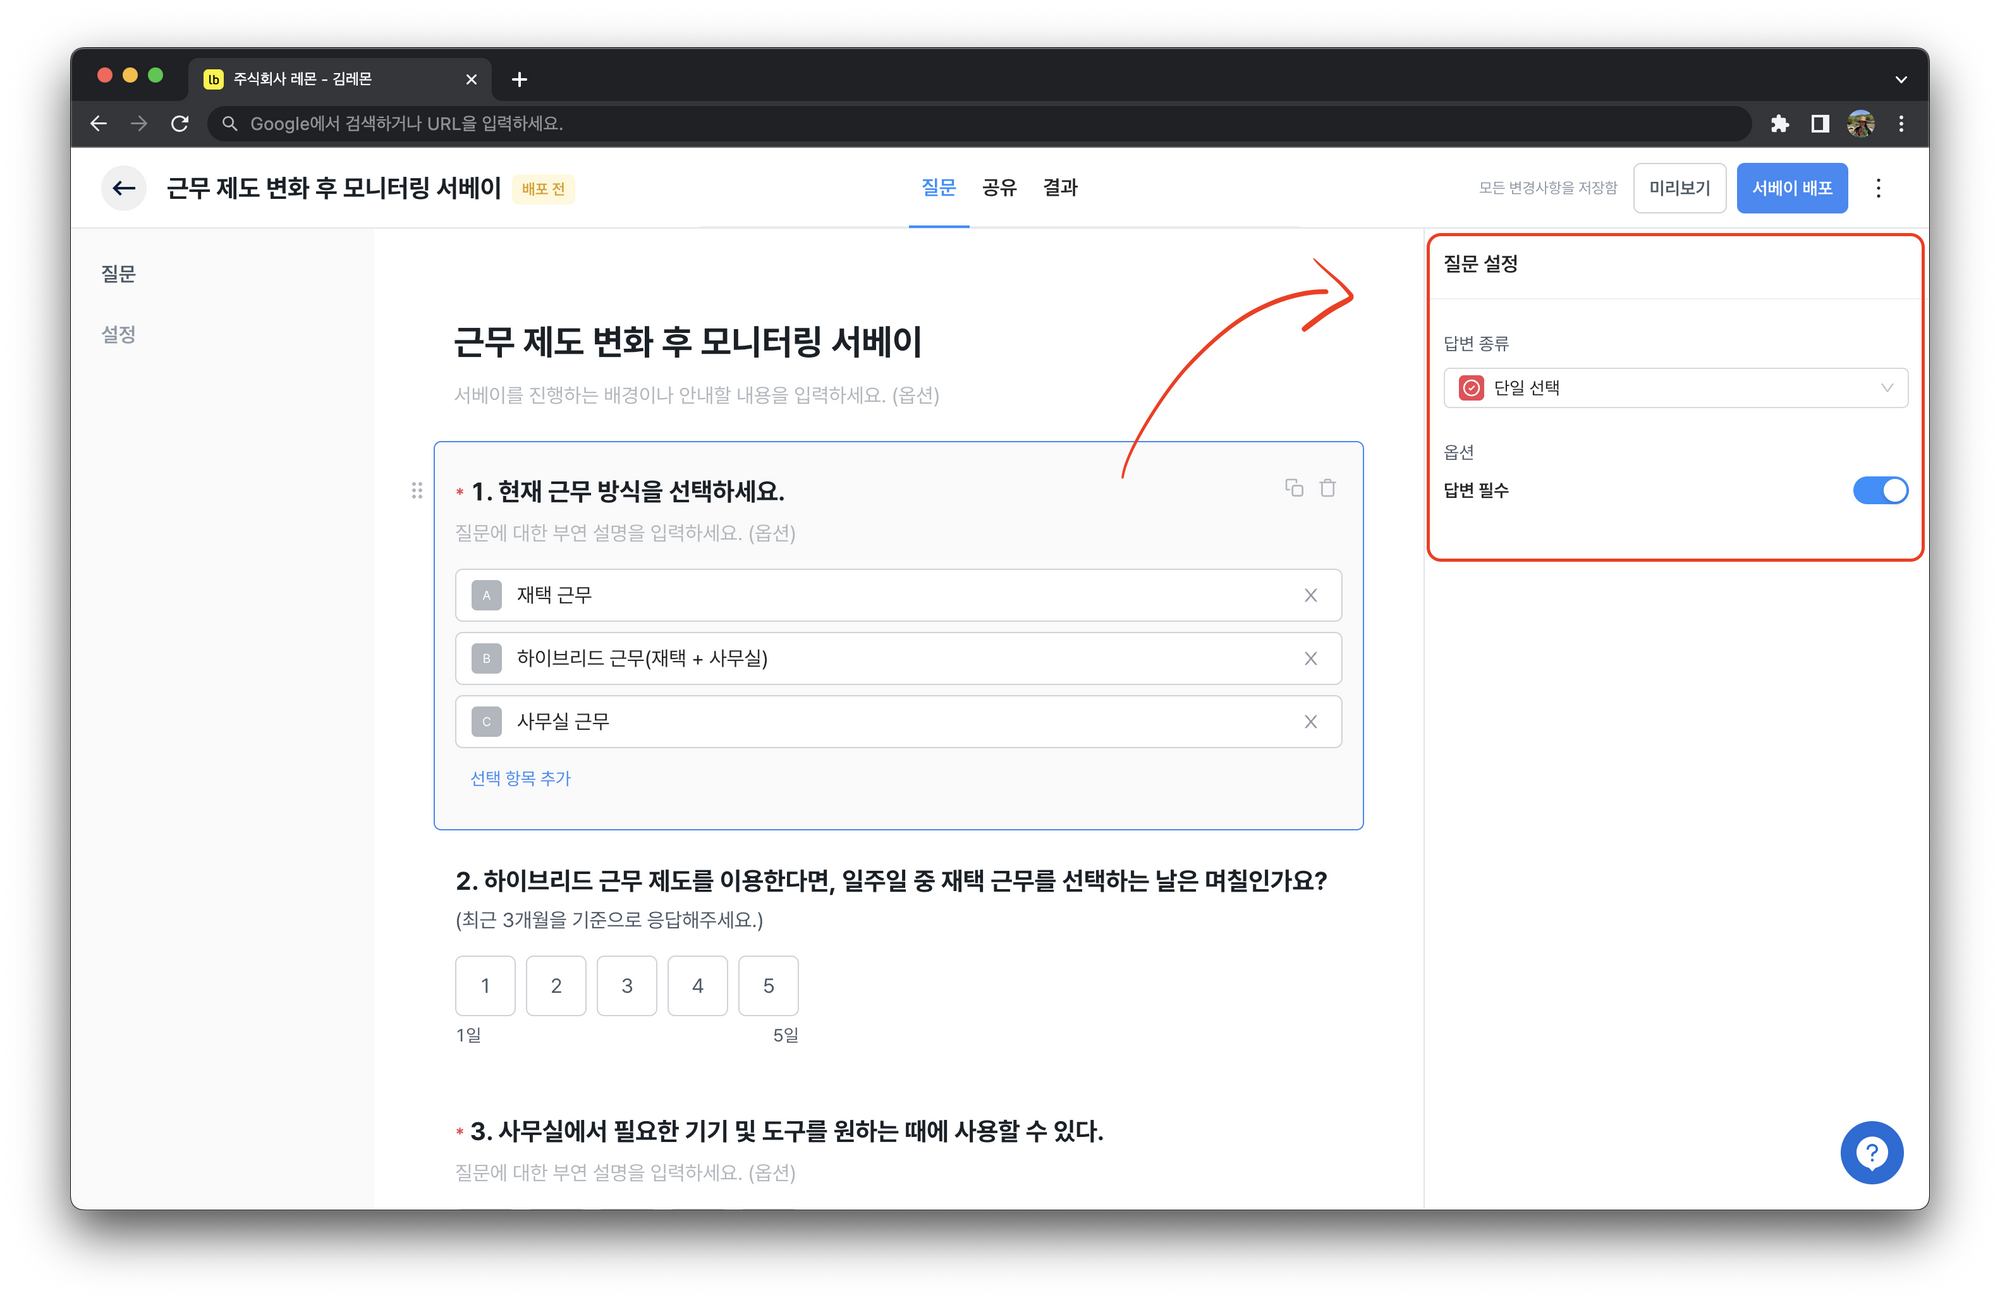 lb 주식회사 레몬 - 김레몬
Google에서 검색하거나 URL을 입력하세요.
근무 제도 변화 후 모니터링 서베이 배포 전
질문 공유 결과
모든 변경사항을 저장함 미리보기 서베이 배포
질문
설정
근무 제도 변화 후 모니터링 서베이
서베이를 진행하는 배경이나 안내할 내용을 입력하세요. (옵션)
* 1. 현재 근무 방식을 선택하세요.
질문에 대한 부연 설명을 입력하세요. (옵션)
A 재택 근무
B 하이브리드 근무(재택 + 사무실)
C 사무실 근무
선택 항목 추가
2. 하이브리드 근무 제도를 이용한다면, 일주일 중 재택 근무를 선택하는 날은 며칠인가요?
(최근 3개월을 기준으로 응답해주세요.)
1 2 3 4 5
1일 5일
* 3. 사무실에서 필요한 기기 및 도구를 원하는 때에 사용할 수 있다.
질문에 대한 부연 설명을 입력하세요. (옵션)
질문 설정
답변 종류
단일 선택
옵션
답변 필수
?